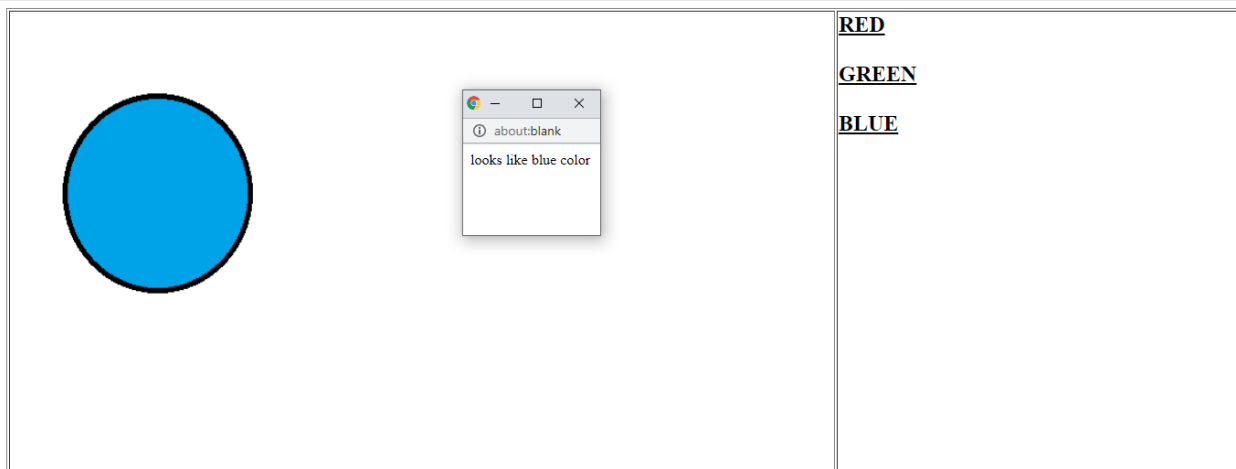 about:blank
looks like blue color
RED
GREEN
BLUE